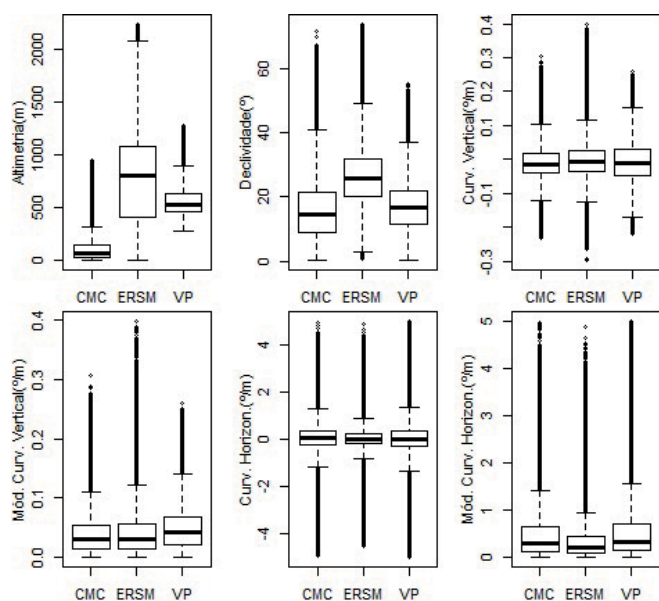 Altimetria(m)
0
500
1000
1500
2000
CMC ERSM VP
Declividade(º)
0
20
40
60
CMC ERSM VP
Curv. Vertical(º/m)
-0.3
-0.1
0.1
0.2
0.3
0.4
CMC ERSM VP
Mód. Curv. Vertical(º/m)
0.0
0.1
0.2
0.3
0.4
CMC ERSM VP
Curv. Horizon.(º/m)
-4
-2
0
2
4
CMC ERSM VP
Mód. Curv. Horizon.(º/m)
0
1
2
3
4
5
CMC ERSM VP